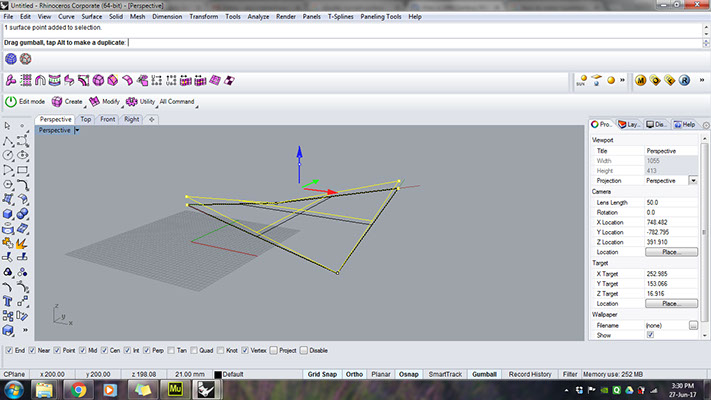 Untitled - Rhinoceros Corporate (64-bit) - [Perspective]
File Edit View Curve Surface Solid Mesh Dimension Transform Tools Analyze Render Panels T-Splines Paneling Tools Help
1 surface point added to selection.
Drag gumball, tap Alt to make a duplicate:
Edit mode Create Modify Utility All Command
SUN
M R
Perspective Top Front Right
Perspective
z
y
x
Pro... Lay... Dis... Help
Viewport
Title Perspective
Width 1055
Height 413
Projection Perspective
Camera
Lens Length 50.0
Rotation 0.0
X Location 748.482
Y Location -782.795
Z Location 391.910
Location Place...
Target
X Target 252.985
Y Target 153.066
Z Target 16.916
Location Place...
Wallpaper
Filename (none) ...
Show
End Near Point Mid Cen Int Perp Tan Quad Knot Vertex Project Disable
CPlane x 200.00 y 200.00 z 198.08 21.00 mm Default Grid Snap Ortho Planar Osnap SmartTrack Gumball Record History Filter Memory use: 252 MB
Mu
3:30 PM
27-Jun-17